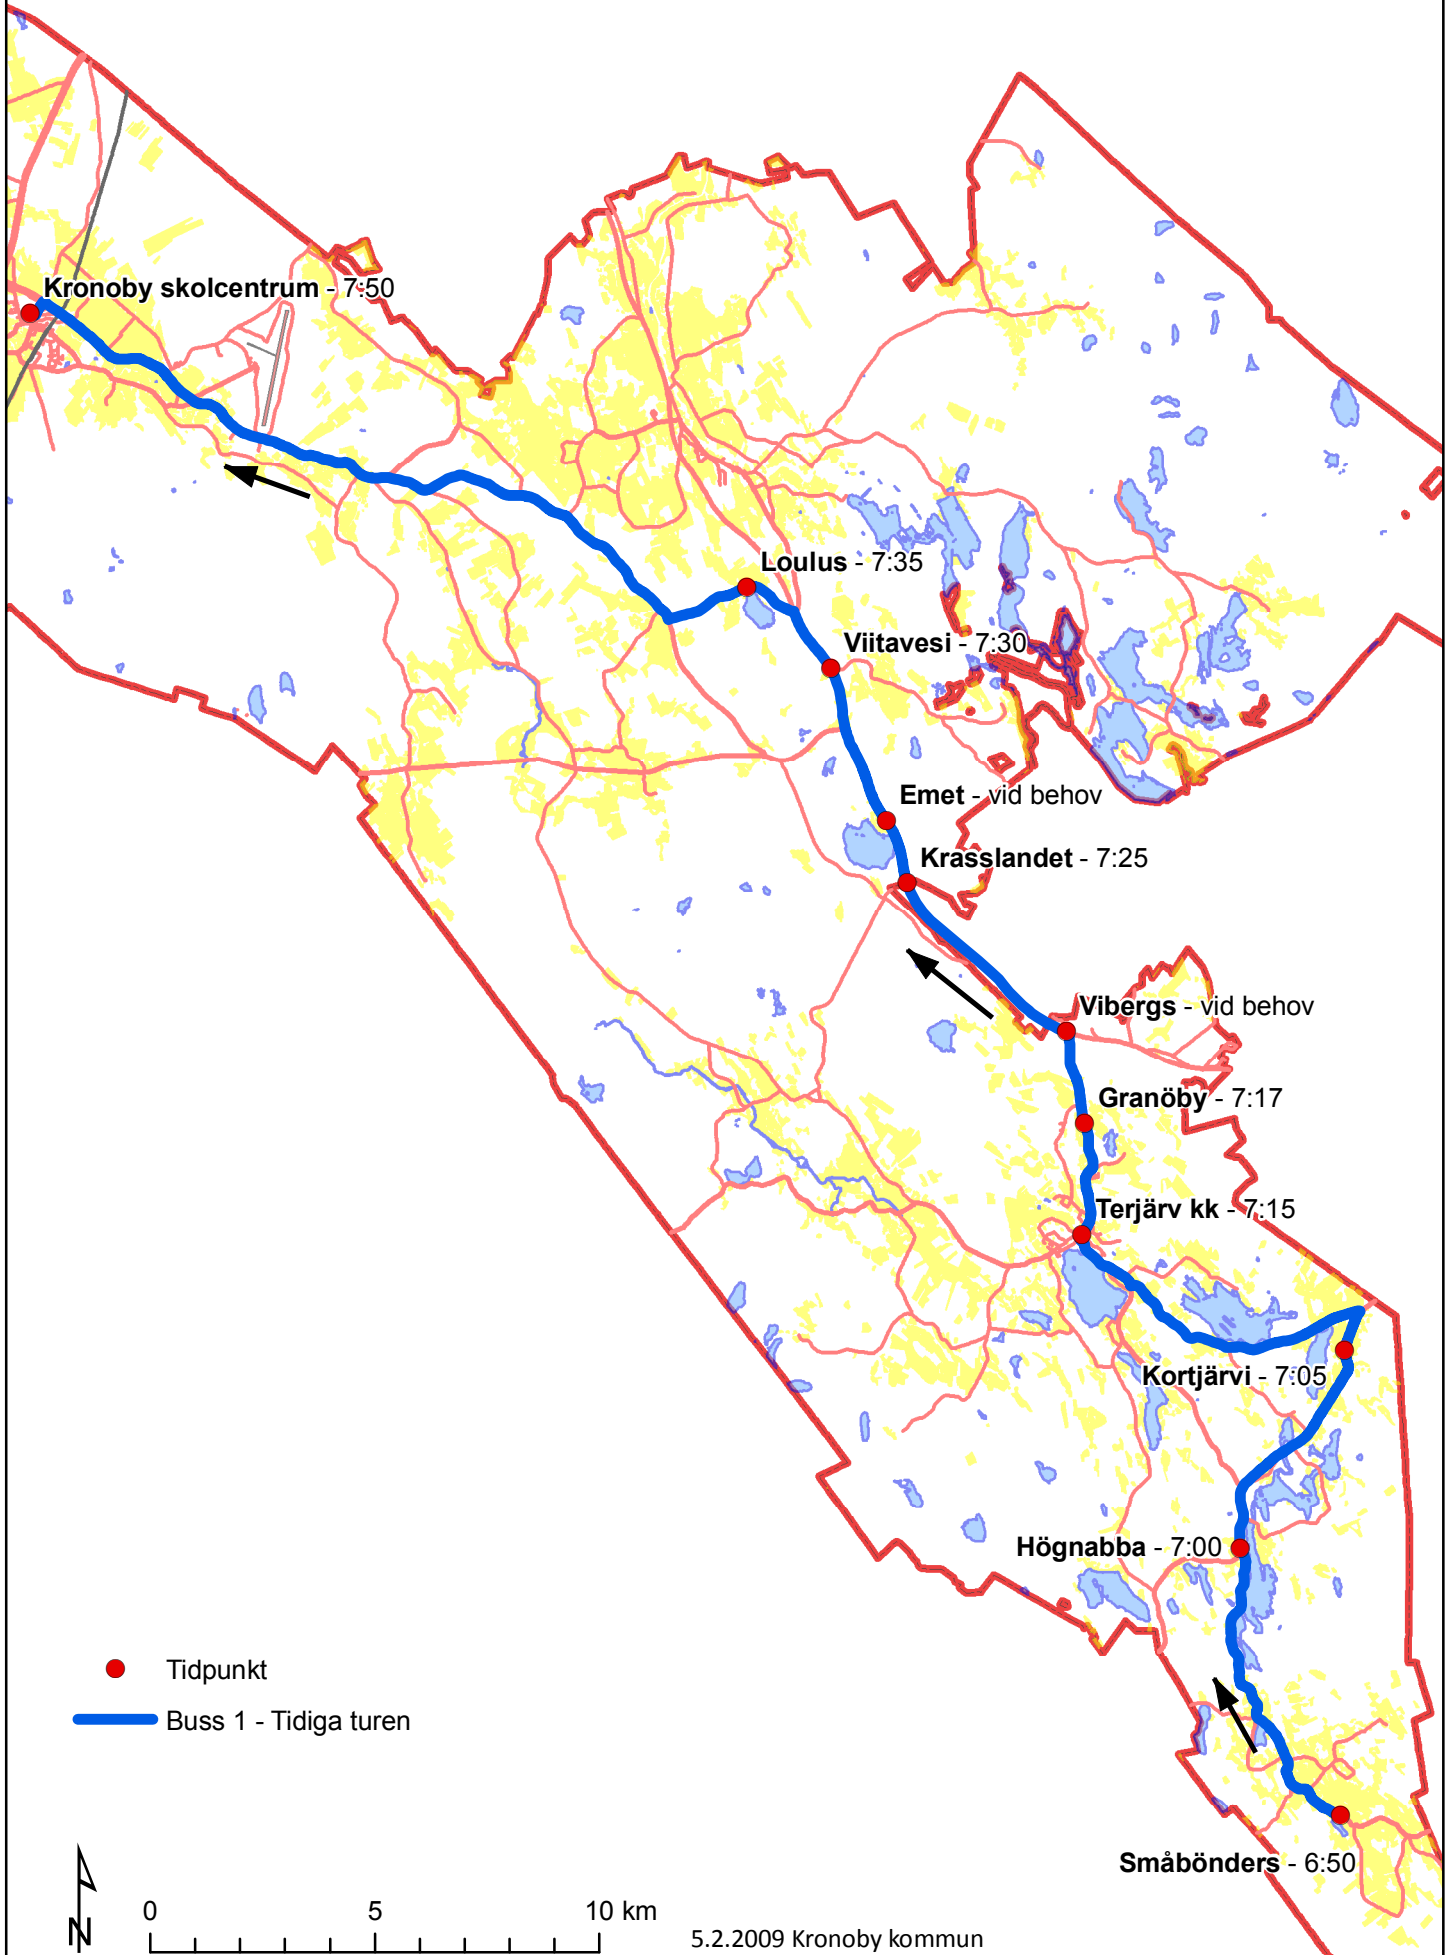 Kronoby skolcentrum - 7:50
Loulus - 7:35
Viitavesi - 7:30
Emet - vid behov
Krasslandet - 7:25
Vibergs - vid behov
Granöby - 7:17
Terjärv kk - 7:15
Kortjärvi - 7:05
Högnabba - 7:00
Tidpunkt
Buss 1 - Tidiga turen
Småbönders - 6:50
N
0 5 10 km
5.2.2009 Kronoby kommun